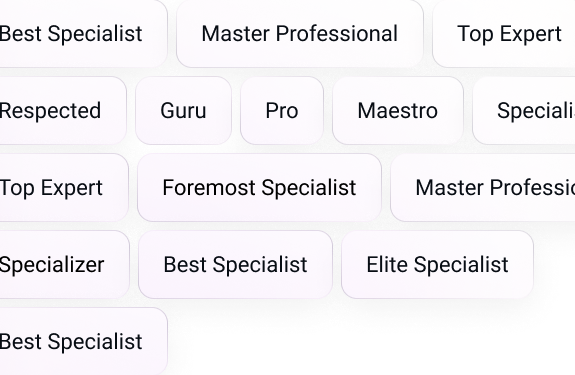 Best Specialist Master Professional Top Expert
Respected Guru Pro Maestro
Top Expert Foremost Specialist Master
Specializer Best Specialist Elite Specialist
Best Specialist